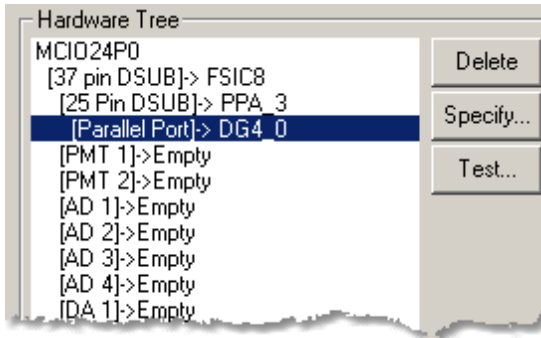 Hardware Tree
MCIO24P0
[37 pin DSUB]-> FSIC8
[25 Pin DSUB]-> PPA_3
[Parallel Port]-> DG4_0
[PMT 1]->Empty
[PMT 2]->Empty
[AD 1]->Empty
[AD 2]->Empty
[AD 3]->Empty
[AD 4]->Empty
[DA 1]->Empty
Delete
Specify...
Test...